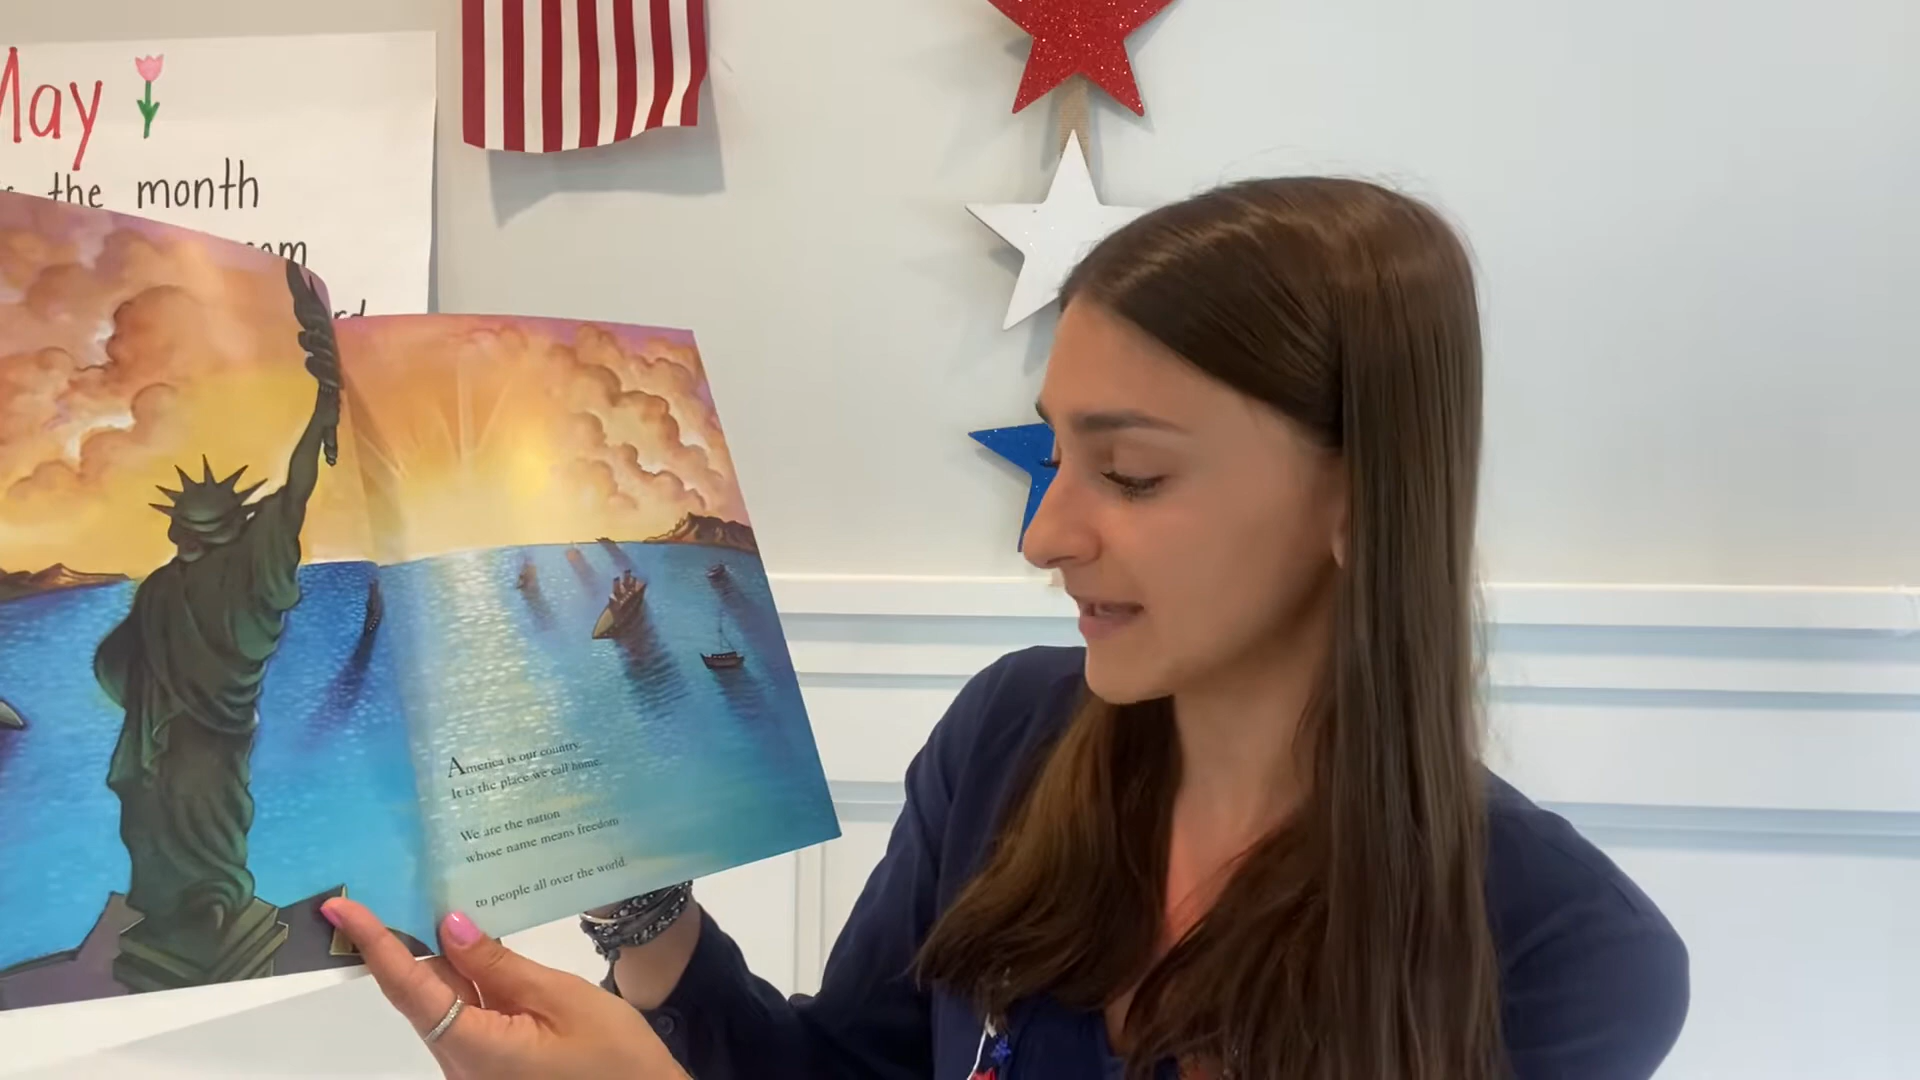 May
the month
America is our country.
It is the place we call home.
We are the nation
whose name means freedom
to people all over the world.